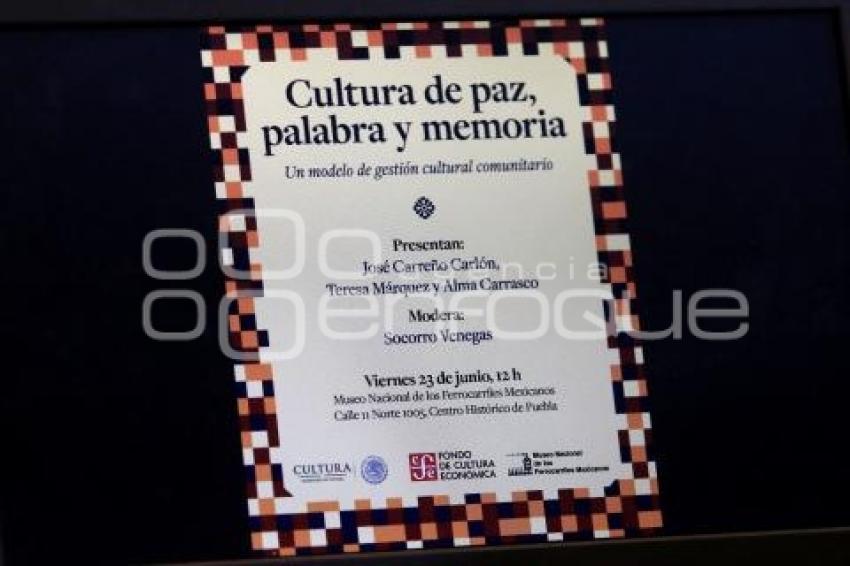 Cultura de paz,
palabra y memoria
Un modelo de gestión cultural comunitario
Presentan:
José Carreño Carlón,
Teresa Márquez y Alma Carrasco
Modera:
Socorro Venegas
agencia
enfoque
Viernes 23 de junio, 12 h
Museo Nacional de los Ferrocarriles Mexicanos
Calle 11 Norte 1005, Centro Histórico de Puebla
CULTURA
FONDO
DE CULTURA
ECONÓMICA
Museo Nacional
de los
Ferrocarriles Mexicanos